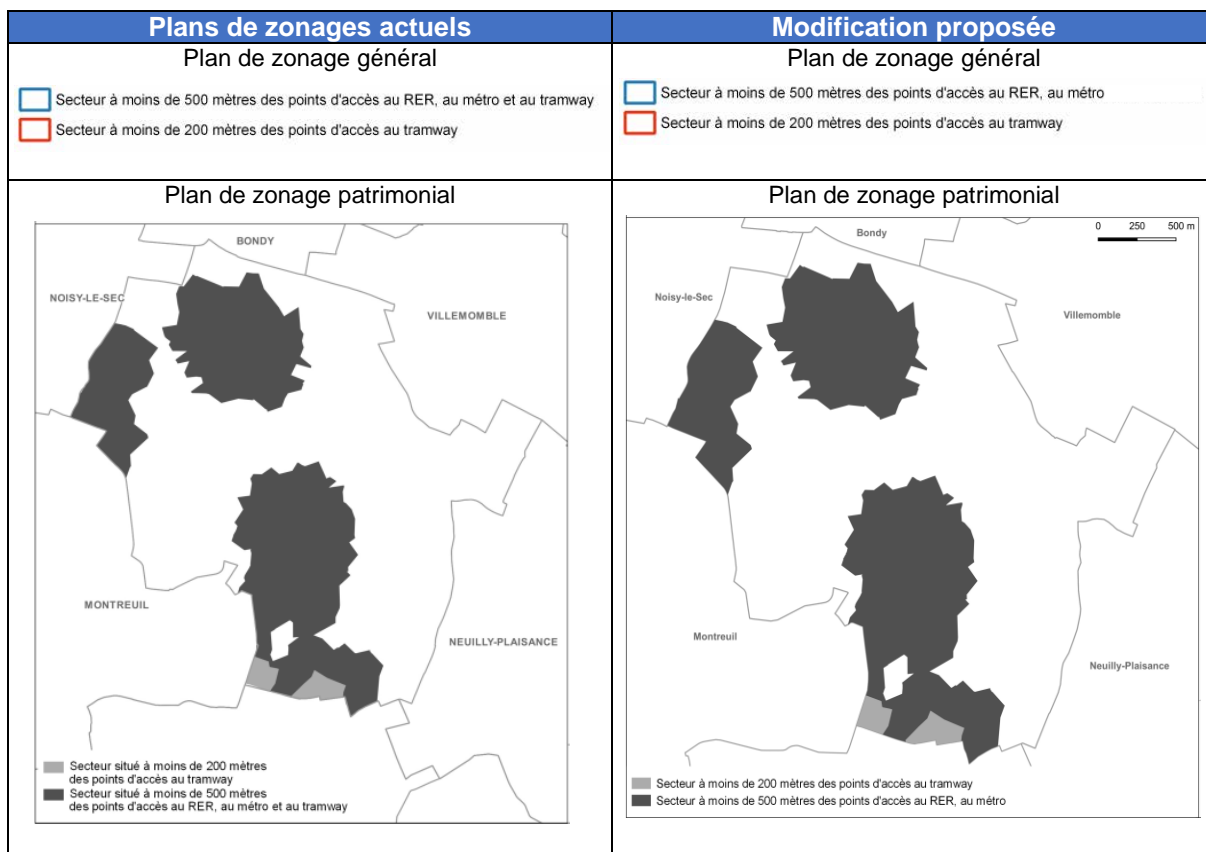 Plans de zonages actuels
Plan de zonage général
Secteur à moins de 500 mètres des points d'accès au RER, au métro et au tramway
Secteur à moins de 200 mètres des points d'accès au tramway
Plan de zonage patrimonial
BONDY
NOISY-LE-SEC
VILLEMOMBLE
MONTREUIL
NEUILLY-PLAISANCE
Secteur situé à moins de 200 mètres
des points d'accès au tramway
Secteur situé à moins de 500 mètres
des points d'accès au RER, au métro et au tramway
Modification proposée
Plan de zonage général
Secteur à moins de 500 mètres des points d'accès au RER, au métro
Secteur à moins de 200 mètres des points d'accès au tramway
Plan de zonage patrimonial
Bondy
0 250 500 m
Noisy-le-Sec
Villemomble
Montreuil
Neuilly-Plaisance
Secteur à moins de 200 mètres des points d'accès au tramway
Secteur à moins de 500 mètres des points d'accès au RER, au métro